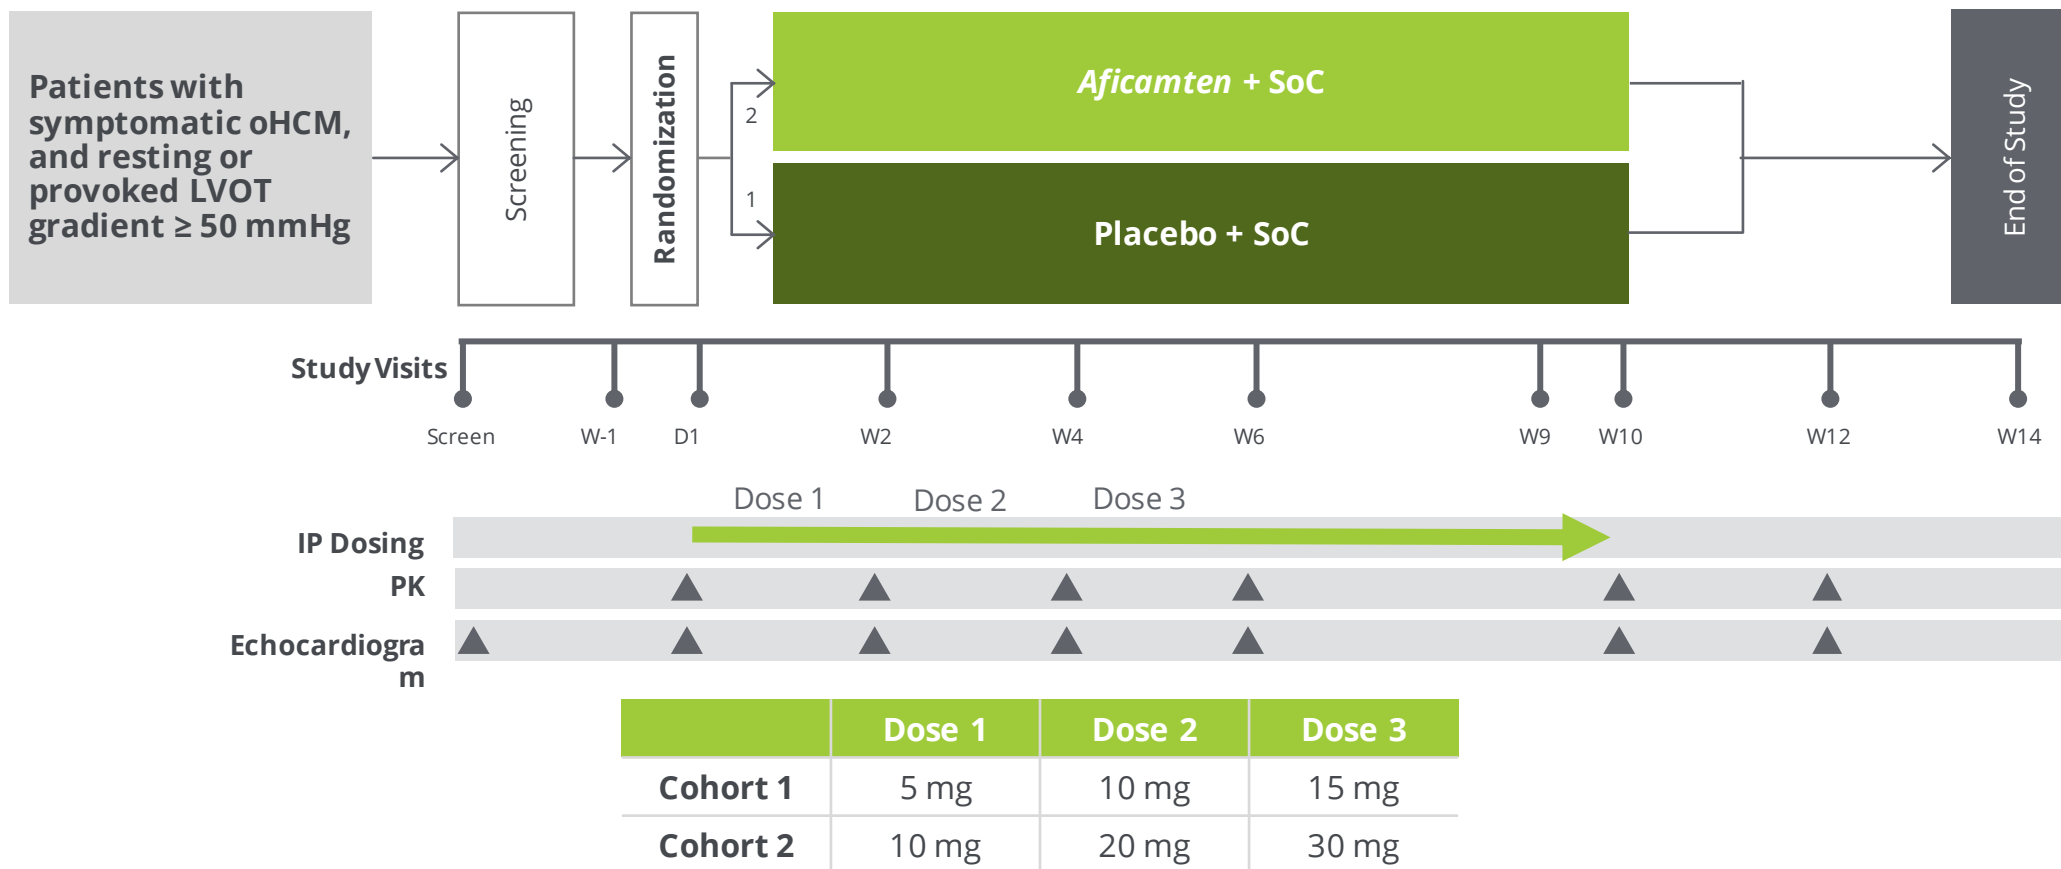 Patients with
symptomatic oHCM,
and resting or
provoked LVOT
gradient ≥ 50 mmHg
Screening
Randomization
2
1
Aficamten + SoC
Placebo + SoC
End of Study
Study Visits
Screen W-1 D1 W2 W4 W6 W9 W10 W12 W14
Dose 1 Dose 2 Dose 3
IP Dosing
PK
Echocardiogra
m
Dose 1 Dose 2 Dose 3
Cohort 1 5 mg 10 mg 15 mg
Cohort 2 10 mg 20 mg 30 mg